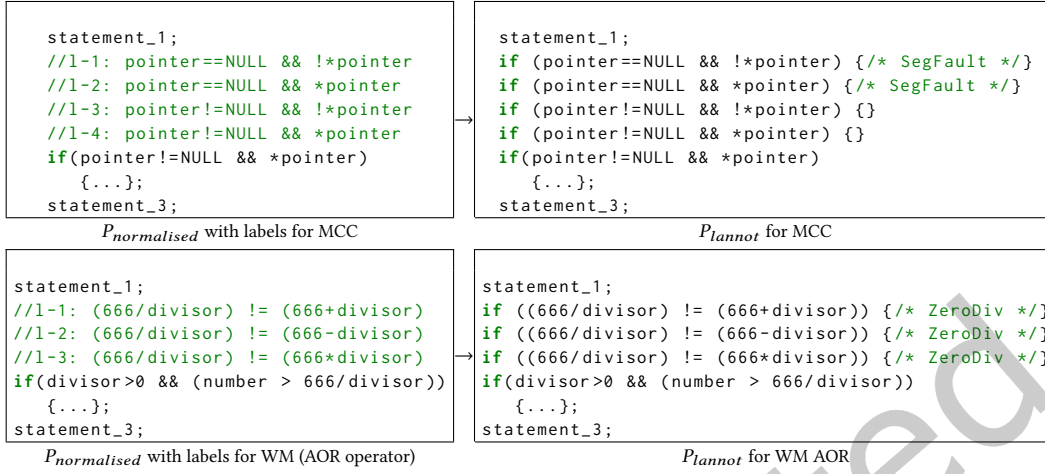 statement_1;
//l-1: pointer==NULL && !*pointer
//l-2: pointer==NULL && *pointer
//l-3: pointer!=NULL && !*pointer
//l-4: pointer!=NULL && *pointer
if(pointer!=NULL && *pointer)
{...};
statement_3;
→
statement_1;
if (pointer==NULL && !*pointer) {/* SegFault */}
if (pointer==NULL && *pointer) {/* SegFault */}
if (pointer!=NULL && !*pointer) {}
if (pointer!=NULL && *pointer) {}
if(pointer!=NULL && *pointer)
{...};
statement_3;
P_normalised with labels for MCC
P_lannot for MCC
statement_1;
//l-1: (666/divisor) != (666+divisor)
//l-2: (666/divisor) != (666-divisor)
//l-3: (666/divisor) != (666*divisor)
if(divisor>0 && (number > 666/divisor))
{...};
statement_3;
→
statement_1;
if ((666/divisor) != (666+divisor)) {/* ZeroDiv */}
if ((666/divisor) != (666-divisor)) {/* ZeroDiv */}
if ((666/divisor) != (666*divisor)) {/* ZeroDiv */}
if(divisor>0 && (number > 666/divisor))
{...};
statement_3;
P_normalised with labels for WM (AOR operator)
P_lannot for WM AOR